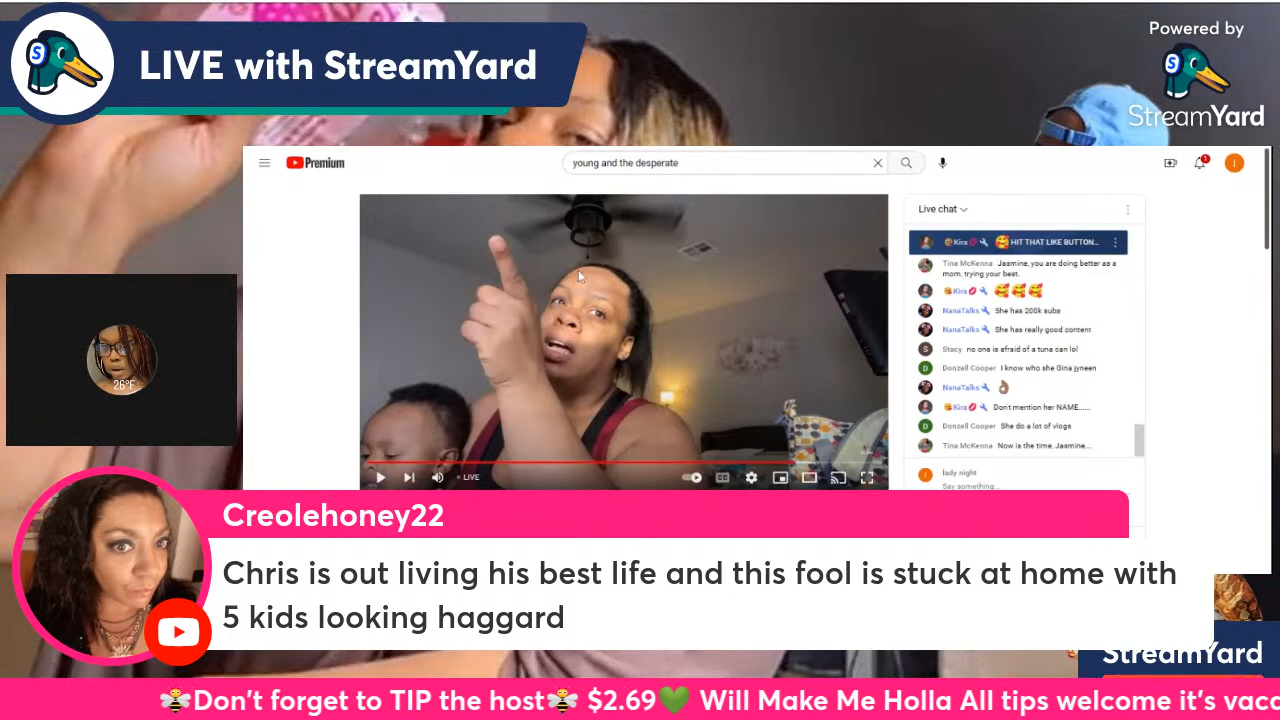 LIVE with StreamYard
Powered by
StreamYard
Premium
young and the desperate
Live chat
Kira HIT THAT LIKE BUTTON...
Tina McKenna Jasmine, you are doing better as a
mom, trying your best.
Kira
NanaTalks She has 200k subs
NanaTalks She has really good content
Stacy no one is afraid of a tuna can lol
Donzell Cooper I know who she Gina jyneen
NanaTalks
Kira Don't mention her NAME......
Donzell Cooper She do a lot of vlogs
Tina McKenna Now is the time, Jasmine...
lady night
Say something...
LIVE
26°F
Creolehoney22
Chris is out living his best life and this fool is stuck at home with
5 kids looking haggard
StreamYard
🐝Don't forget to TIP the host🐝 $2.69💚 Will Make Me Holla All tips welcome it's vaca